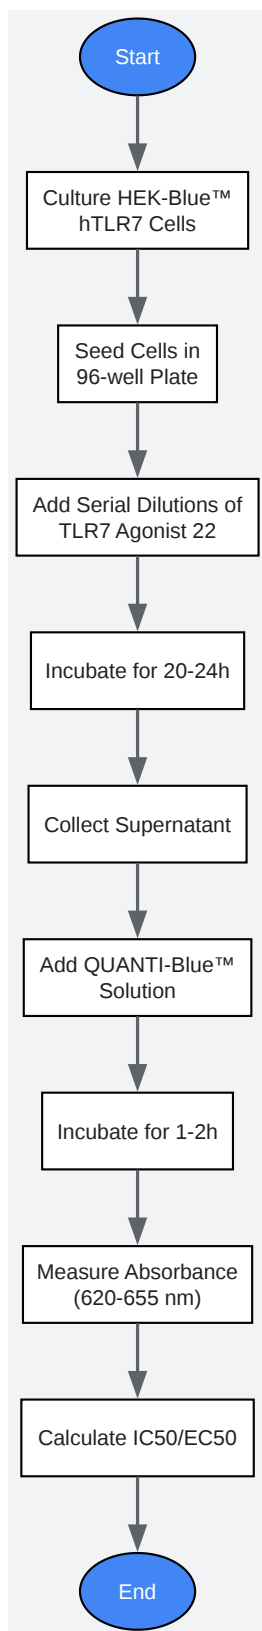 Start
Culture HEK-Blue™
hTLR7 Cells
Seed Cells in
96-well Plate
Add Serial Dilutions of
TLR7 Agonist 22
Incubate for 20-24h
Collect Supernatant
Add QUANTI-Blue™
Solution
Incubate for 1-2h
Measure Absorbance
(620-655 nm)
Calculate IC50/EC50
End